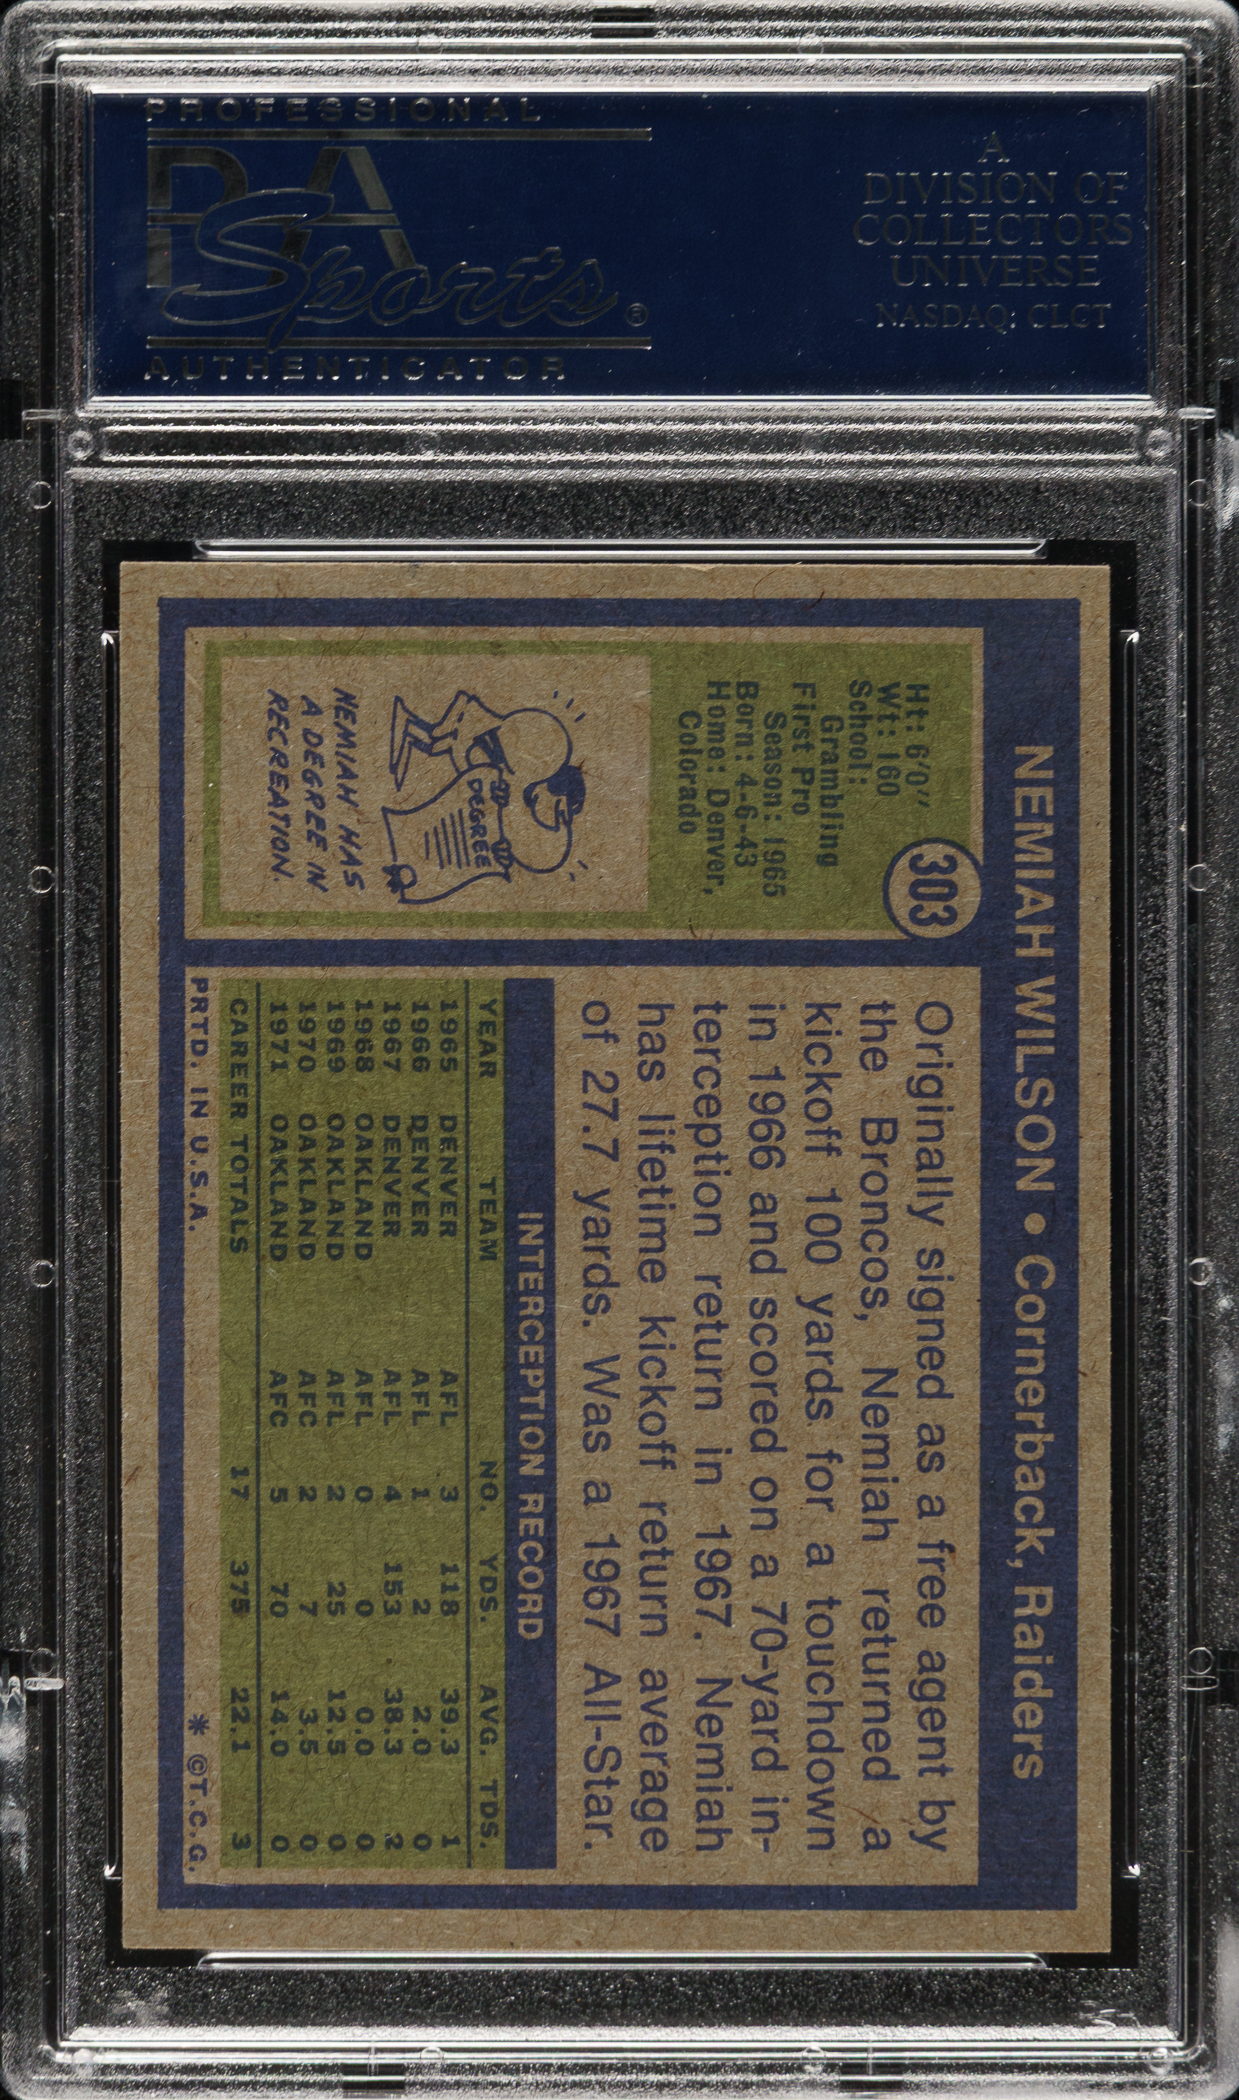 PROFESSIONAL
PSA
Sports®
AUTHENTICATOR
A
DIVISION OF
COLLECTORS
UNIVERSE
NASDAQ: CLCT
NEMIAH WILSON • Cornerback, Raiders
303
Ht: 6'0"
Wt: 160
School:
Grambling
First Pro
Season: 1965
Born: 4-6-43
Home: Denver,
Colorado
DEGREE
NEMIAH HAS
A DEGREE IN
RECREATION.
Originally signed as a free agent by
the Broncos, Nemiah returned a
kickoff 100 yards for a touchdown
in 1966 and scored on a 70-yard in-
terception return in 1967. Nemiah
has lifetime kickoff return average
of 27.7 yards. Was a 1967 All-Star.
INTERCEPTION RECORD
YEAR TEAM NO. YDS. AVG. TDS.
1965 DENVER AFL 3 118 39.3 1
1966 DENVER AFL 1 2 2.0 0
1967 DENVER AFL 4 153 38.3 2
1968 OAKLAND AFL 0 0 0.0 0
1969 OAKLAND AFL 2 25 12.5 0
1970 OAKLAND AFC 2 7 3.5 0
1971 OAKLAND AFC 5 70 14.0 0
CAREER TOTALS 17 375 22.1 3
PRTD. IN U.S.A. * ©T.C.G.